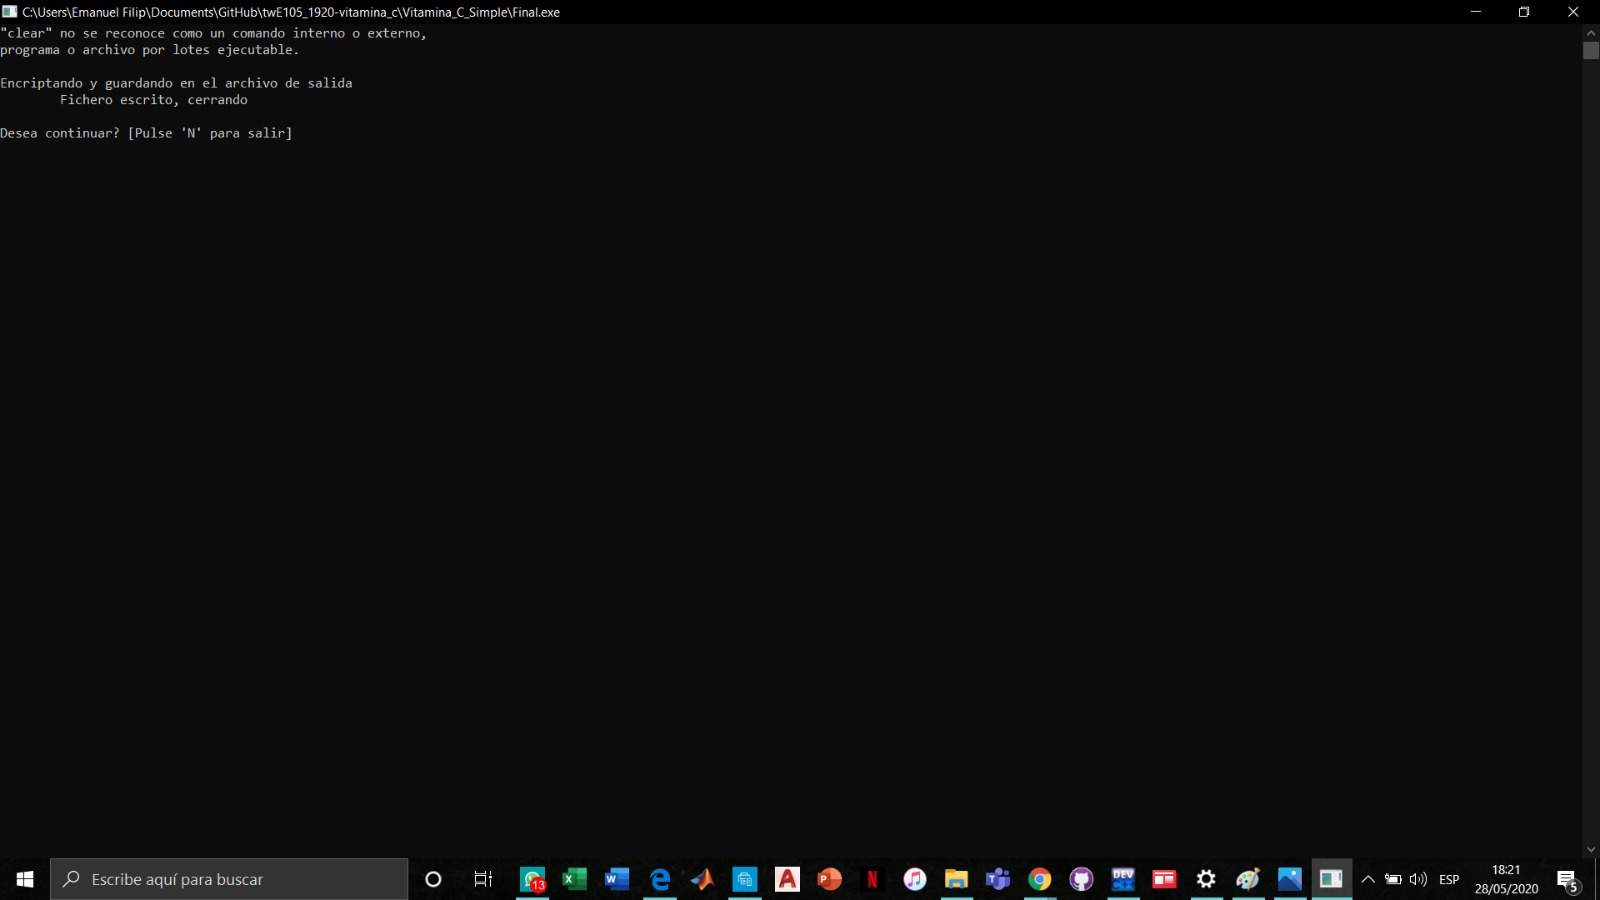 C:\Users\Emanuel Filip\Documents\GitHub\twE105_1920-vitamina_c\Vitamina_C_Simple\Final.exe
"clear" no se reconoce como un comando interno o externo,
programa o archivo por lotes ejecutable.
Encriptando y guardando en el archivo de salida
Fichero escrito, cerrando
Desea continuar? [Pulse 'N' para salir]
Escribe aquí para buscar
13
X
W
A
P
N
T
DEV
C++
ESP
18:21
28/05/2020
5